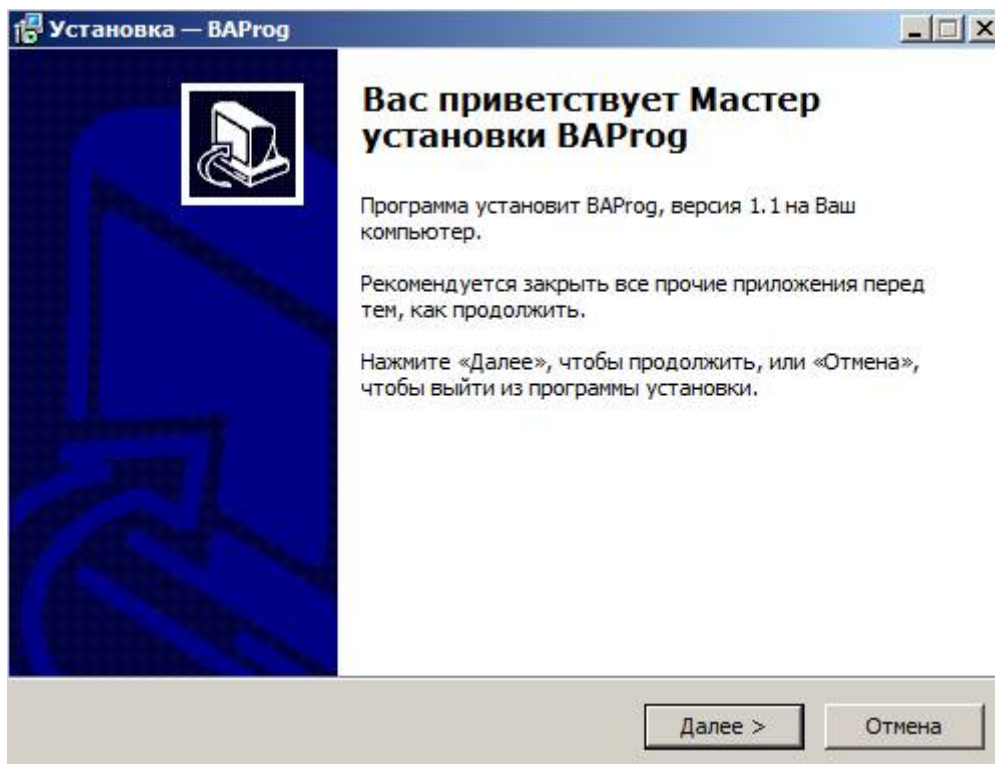 Установка — BAProg
Вас приветствует Мастер
установки BAProg
Программа установит BAProg, версия 1.1 на Ваш
компьютер.
Рекомендуется закрыть все прочие приложения перед
тем, как продолжить.
Нажмите «Далее», чтобы продолжить, или «Отмена»,
чтобы выйти из программы установки.
Далее >
Отмена